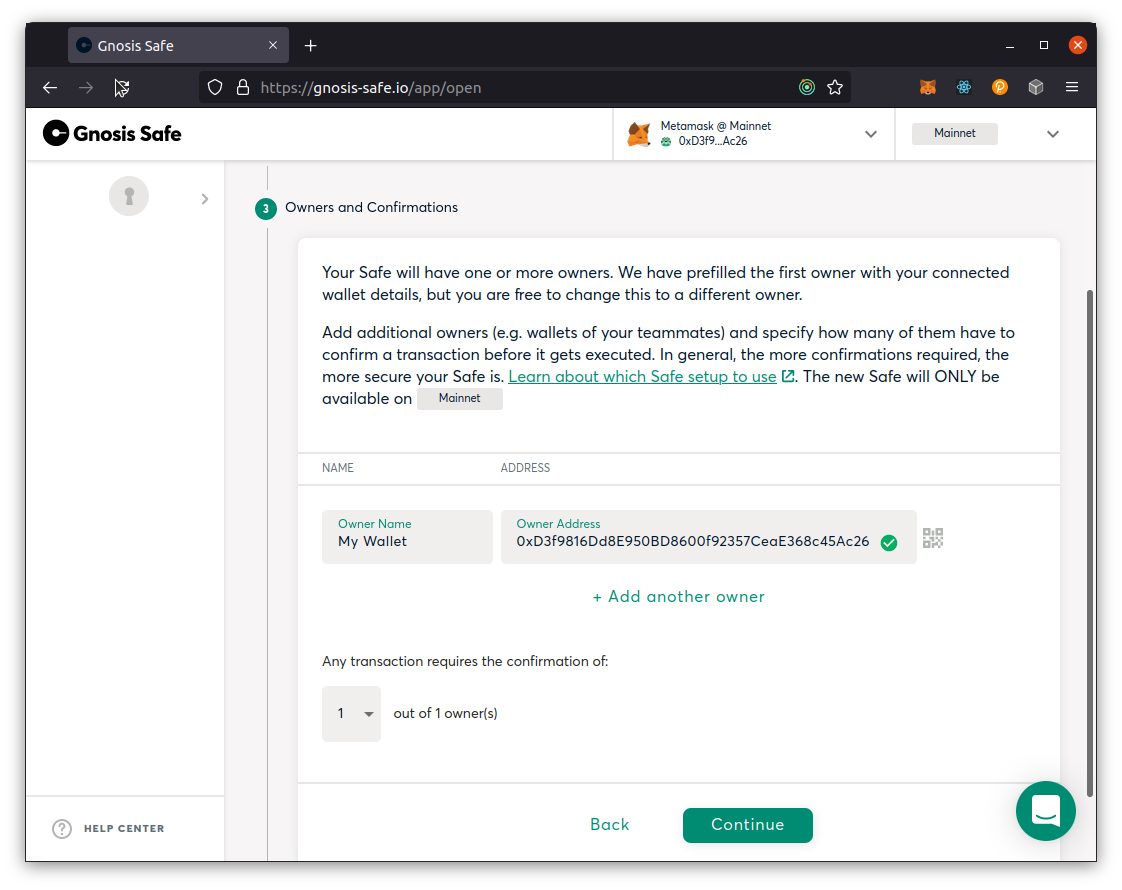 Gnosis Safe
https://gnosis-safe.io/app/open
Gnosis Safe
Metamask @ Mainnet
0xD3f9...Ac26
Mainnet
3
Owners and Confirmations
Your Safe will have one or more owners. We have prefilled the first owner with your connected
wallet details, but you are free to change this to a different owner.
Add additional owners (e.g. wallets of your teammates) and specify how many of them have to
confirm a transaction before it gets executed. In general, the more confirmations required, the
more secure your Safe is. Learn about which Safe setup to use. The new Safe will ONLY be
available on Mainnet
NAME ADDRESS
Owner Name
My Wallet
Owner Address
0xD3f9816Dd8E950BD8600f92357CeaE368c45Ac26
+ Add another owner
Any transaction requires the confirmation of:
1 out of 1 owner(s)
Back Continue
? HELP CENTER